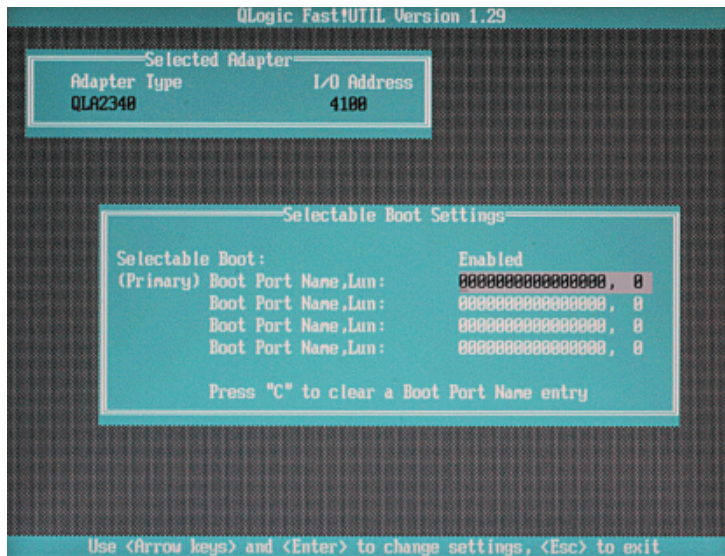 QLogic Fast!UTIL Version 1.29
Selected Adapter
Adapter Type I/O Address
QLA2340 4100
Selectable Boot Settings
Selectable Boot: Enabled
(Primary) Boot Port Name,Lun: 0000000000000000, 0
Boot Port Name,Lun: 0000000000000000, 0
Boot Port Name,Lun: 0000000000000000, 0
Boot Port Name,Lun: 0000000000000000, 0
Press "C" to clear a Boot Port Name entry
Use <Arrow keys> and <Enter> to change settings, <Esc> to exit